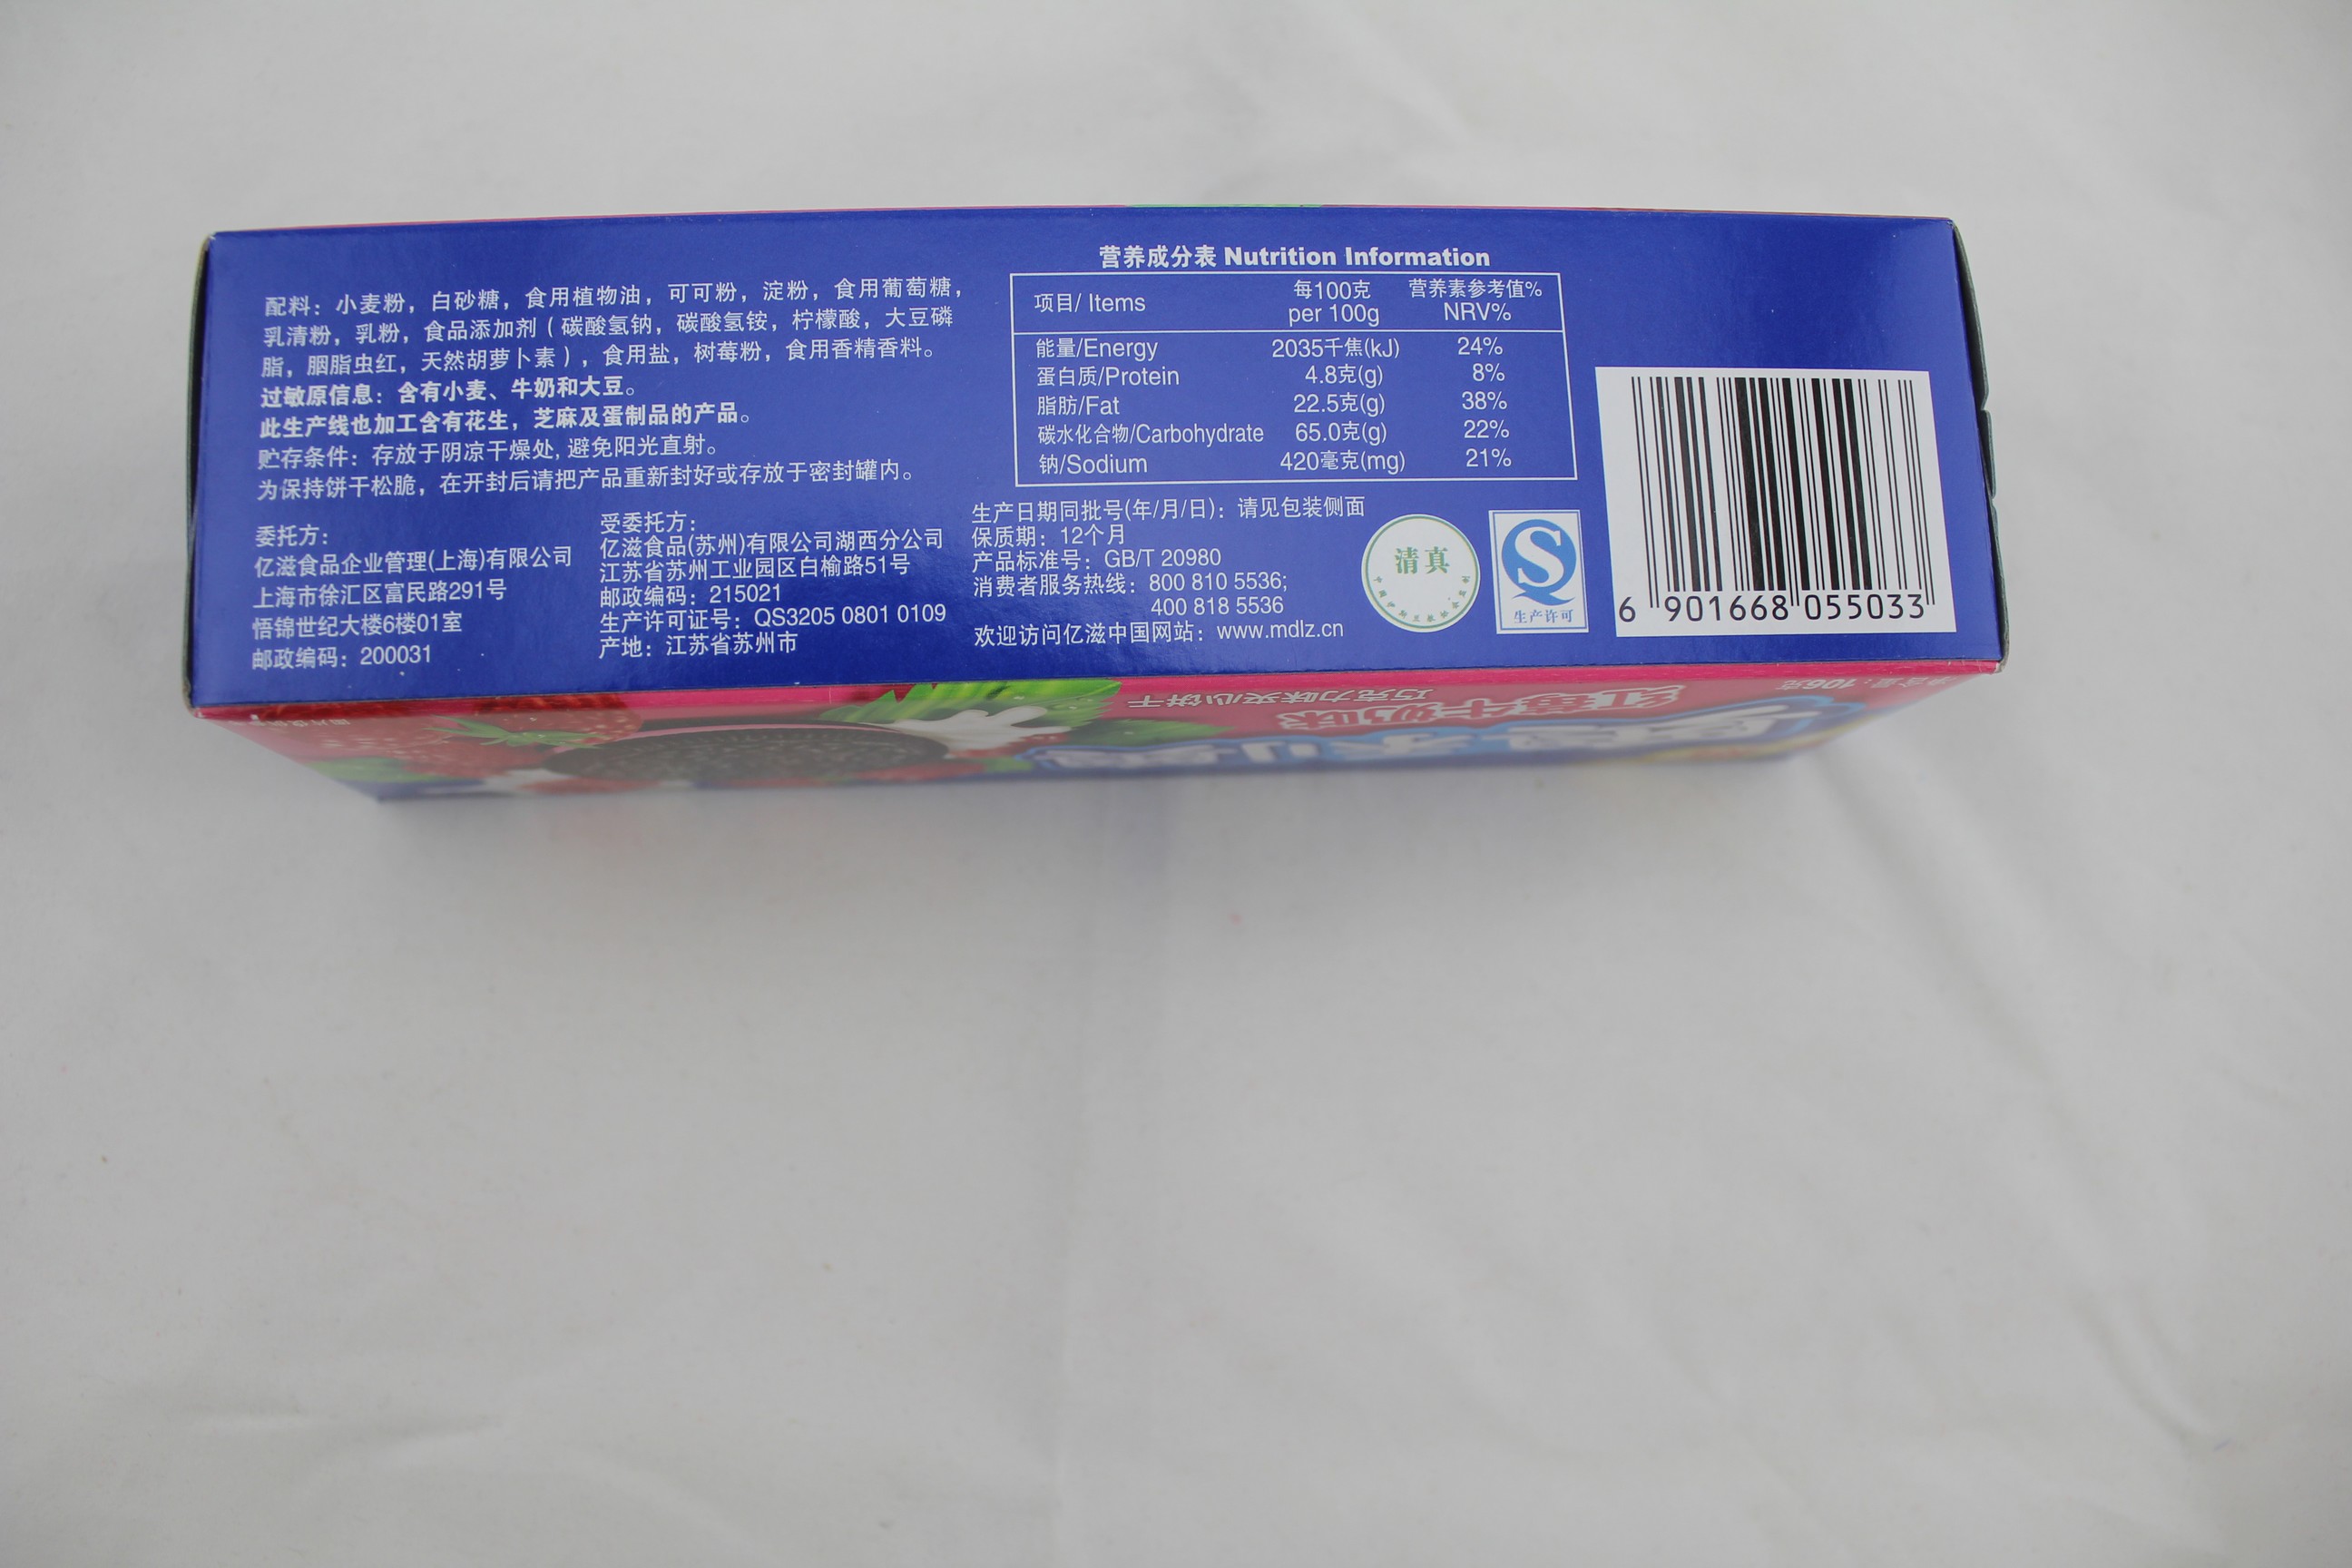 配料：小麦粉，白砂糖，食用植物油，可可粉，淀粉，食用葡萄糖，
乳清粉，乳粉，食品添加剂（碳酸氢钠，碳酸氢铵，柠檬酸，大豆磷
脂，胭脂虫红，天然胡萝卜素），食用盐，树莓粉，食用香精香料。
过敏原信息：含有小麦、牛奶和大豆。
此生产线也加工含有花生，芝麻及蛋制品的产品。
贮存条件：存放于阴凉干燥处,避免阳光直射。
为保持饼干松脆，在开封后请把产品重新封好或存放于密封罐内。
委托方：
亿滋食品企业管理(上海)有限公司
上海市徐汇区富民路291号
悟锦世纪大楼6楼01室
邮政编码：200031
受委托方：
亿滋食品(苏州)有限公司湖西分公司
江苏省苏州工业园区白榆路51号
邮政编码：215021
生产许可证号：QS3205 0801 0109
产地：江苏省苏州市
营养成分表 Nutrition Information
项目/ Items 每100克 per 100g 营养素参考值% NRV%
能量/Energy 2035千焦(kJ) 24%
蛋白质/Protein 4.8克(g) 8%
脂肪/Fat 22.5克(g) 38%
碳水化合物/Carbohydrate 65.0克(g) 22%
钠/Sodium 420毫克(mg) 21%
生产日期同批号(年/月/日)：请见包装侧面
保质期：12个月
产品标准号：GB/T 20980
消费者服务热线：800 810 5536;
400 818 5536
欢迎访问亿滋中国网站：www.mdlz.cn
清真
生产许可
6 901668 055033
净含量：106克
红莓牛奶味
巧克力味夹心饼干